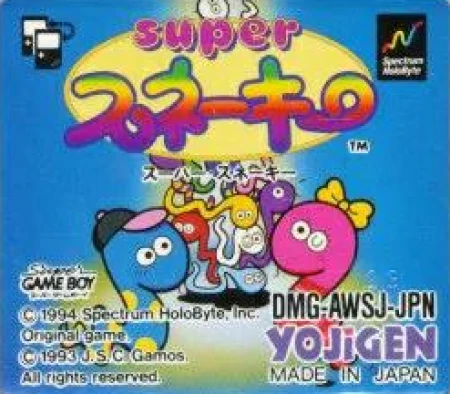 super
Spectrum
HoloByte
スネーキー
TM
スーパー スネーキー
GAME BOY
© 1994 Spectrum HoloByte, Inc.
Original game.
© 1993 J.S.C. Gamos.
All rights reserved.
DMG-AWSJ-JPN
YOJIGEN
MADE IN JAPAN